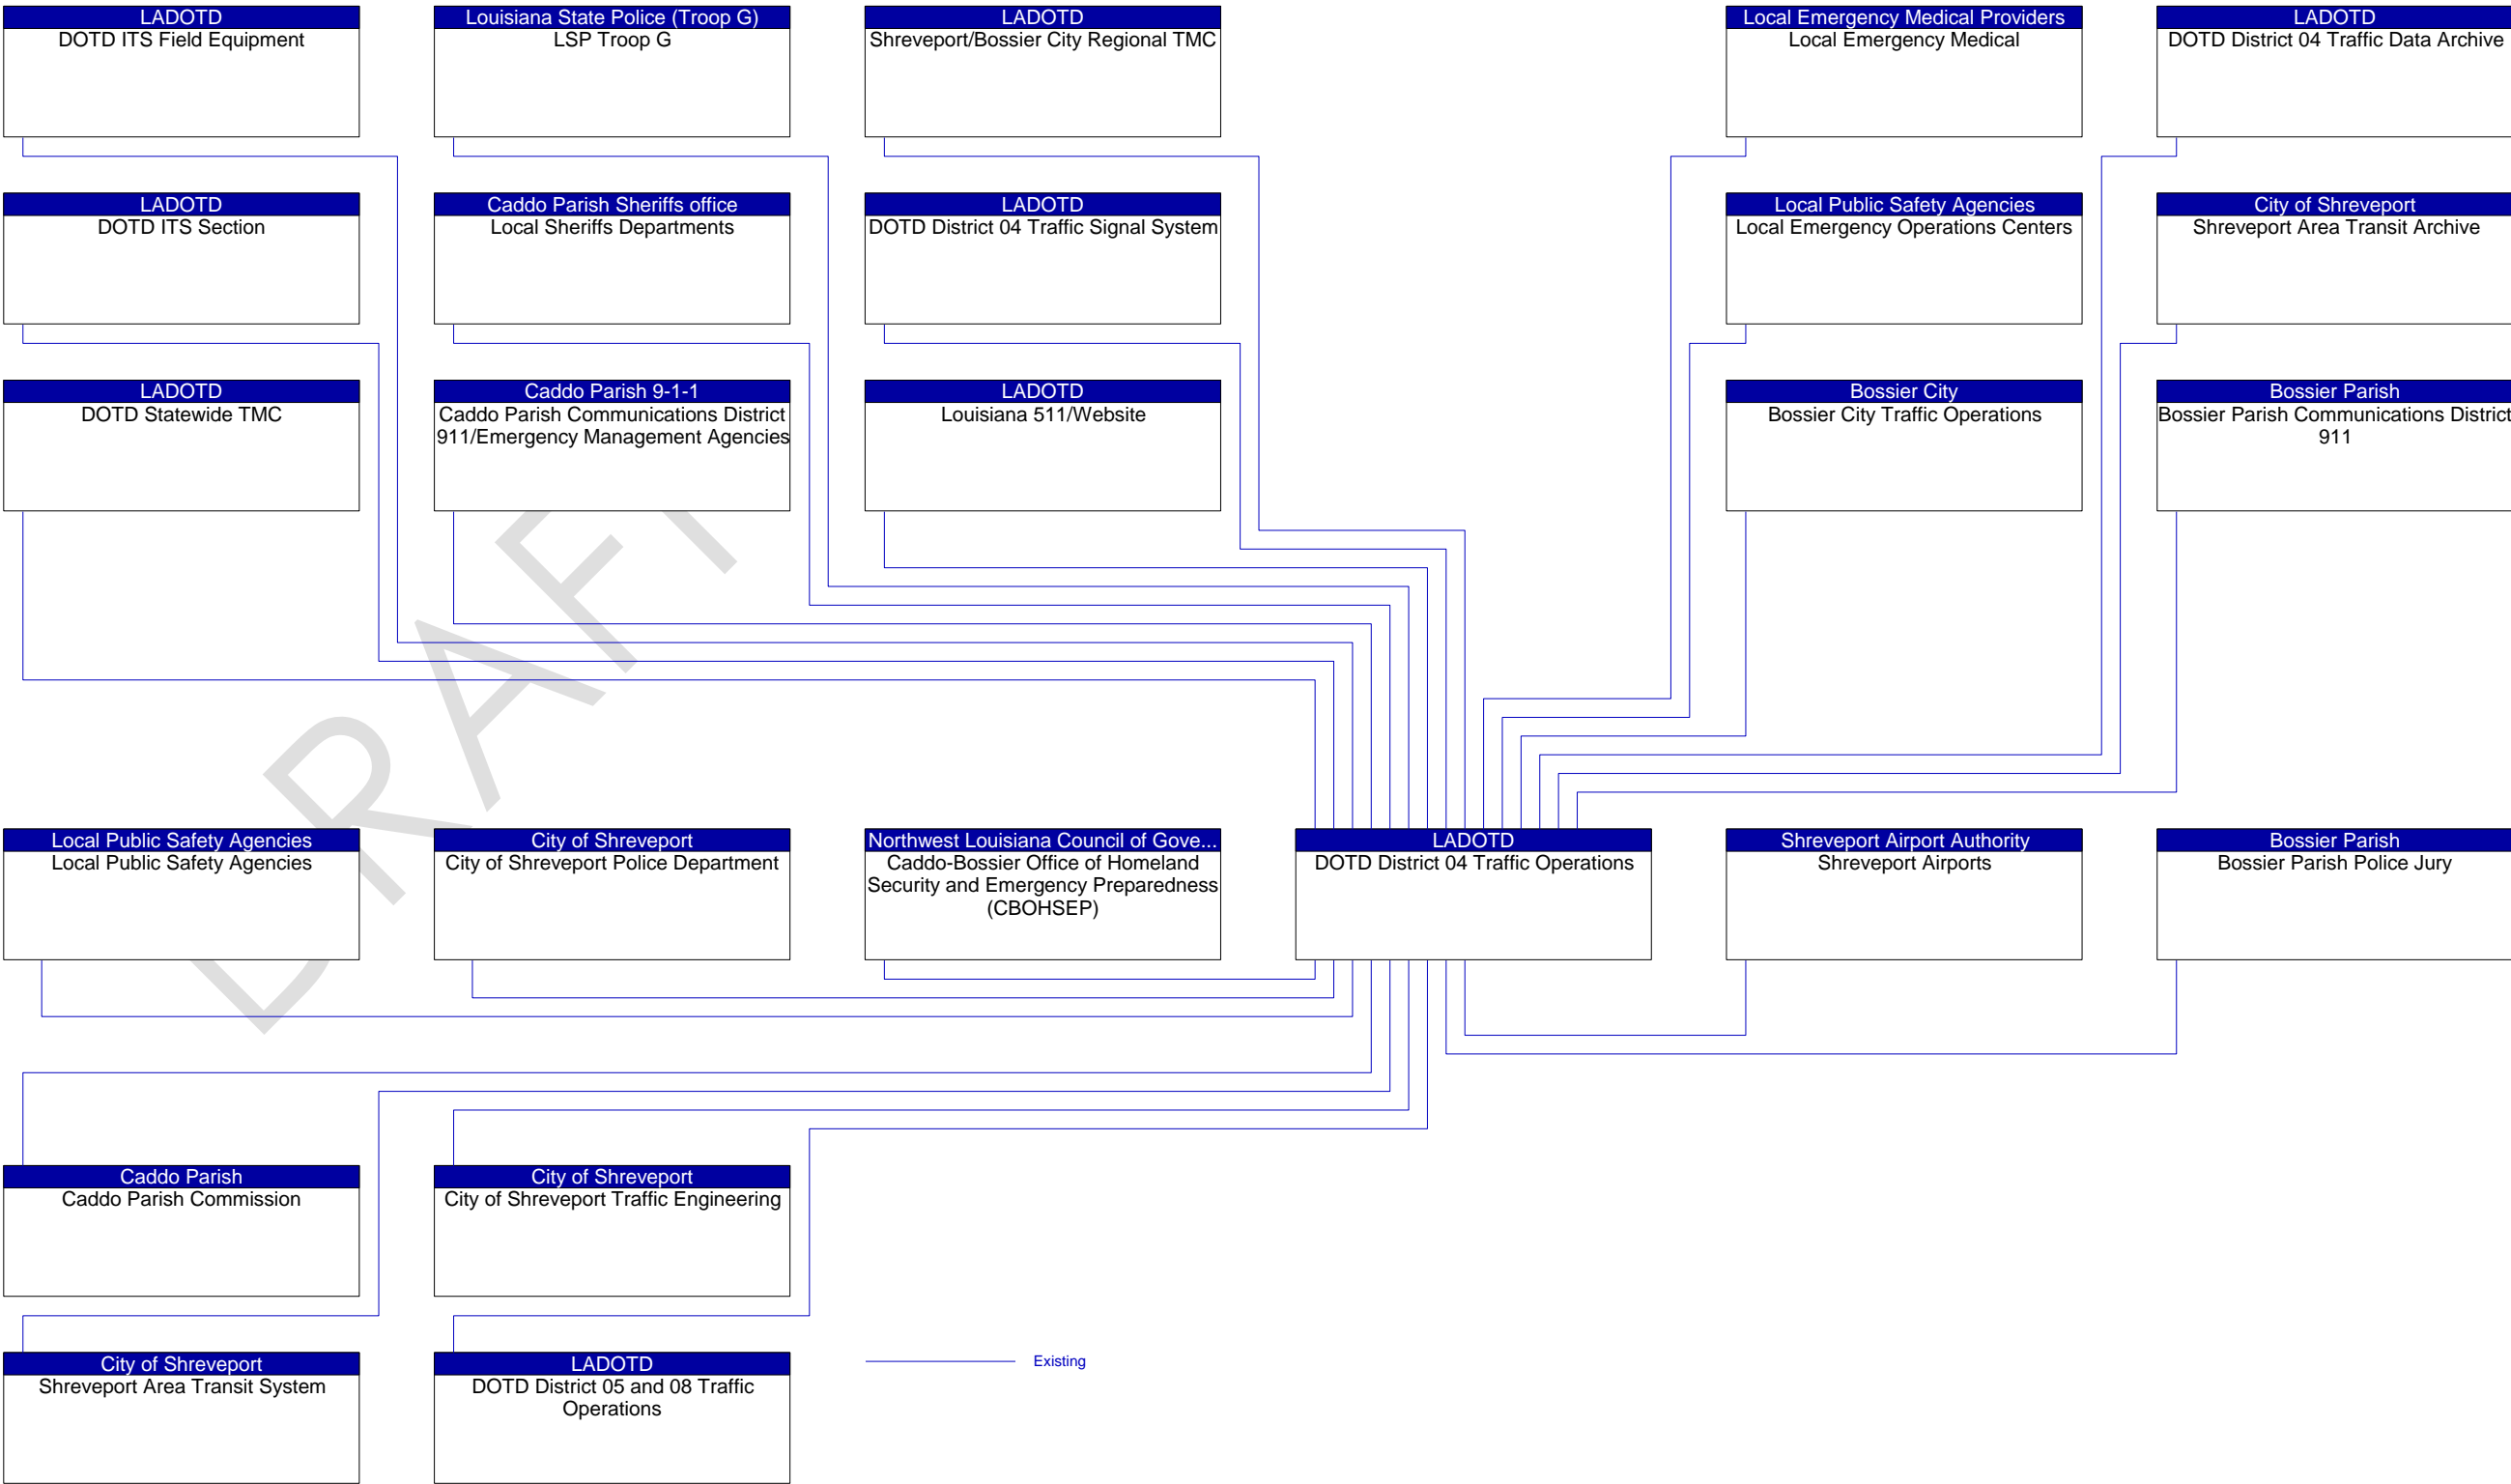 LADOTD
DOTD ITS Field Equipment
Louisiana State Police (Troop G)
LSP Troop G
LADOTD
Shreveport/Bossier City Regional TMC
Local Emergency Medical Providers
Local Emergency Medical
LADOTD
DOTD District 04 Traffic Data Archive
LADOTD
DOTD ITS Section
Caddo Parish Sheriffs office
Local Sheriffs Departments
LADOTD
DOTD District 04 Traffic Signal System
Local Public Safety Agencies
Local Emergency Operations Centers
City of Shreveport
Shreveport Area Transit Archive
LADOTD
DOTD Statewide TMC
Caddo Parish 9-1-1
Caddo Parish Communications District
911/Emergency Management Agencies
LADOTD
Louisiana 511/Website
Bossier City
Bossier City Traffic Operations
Bossier Parish
Bossier Parish Communications District
911
DRAFT
Local Public Safety Agencies
Local Public Safety Agencies
City of Shreveport
City of Shreveport Police Department
Northwest Louisiana Council of Gove...
Caddo-Bossier Office of Homeland
Security and Emergency Preparedness
(CBOHSEP)
LADOTD
DOTD District 04 Traffic Operations
Shreveport Airport Authority
Shreveport Airports
Bossier Parish
Bossier Parish Police Jury
Caddo Parish
Caddo Parish Commission
City of Shreveport
City of Shreveport Traffic Engineering
City of Shreveport
Shreveport Area Transit System
LADOTD
DOTD District 05 and 08 Traffic
Operations
Existing